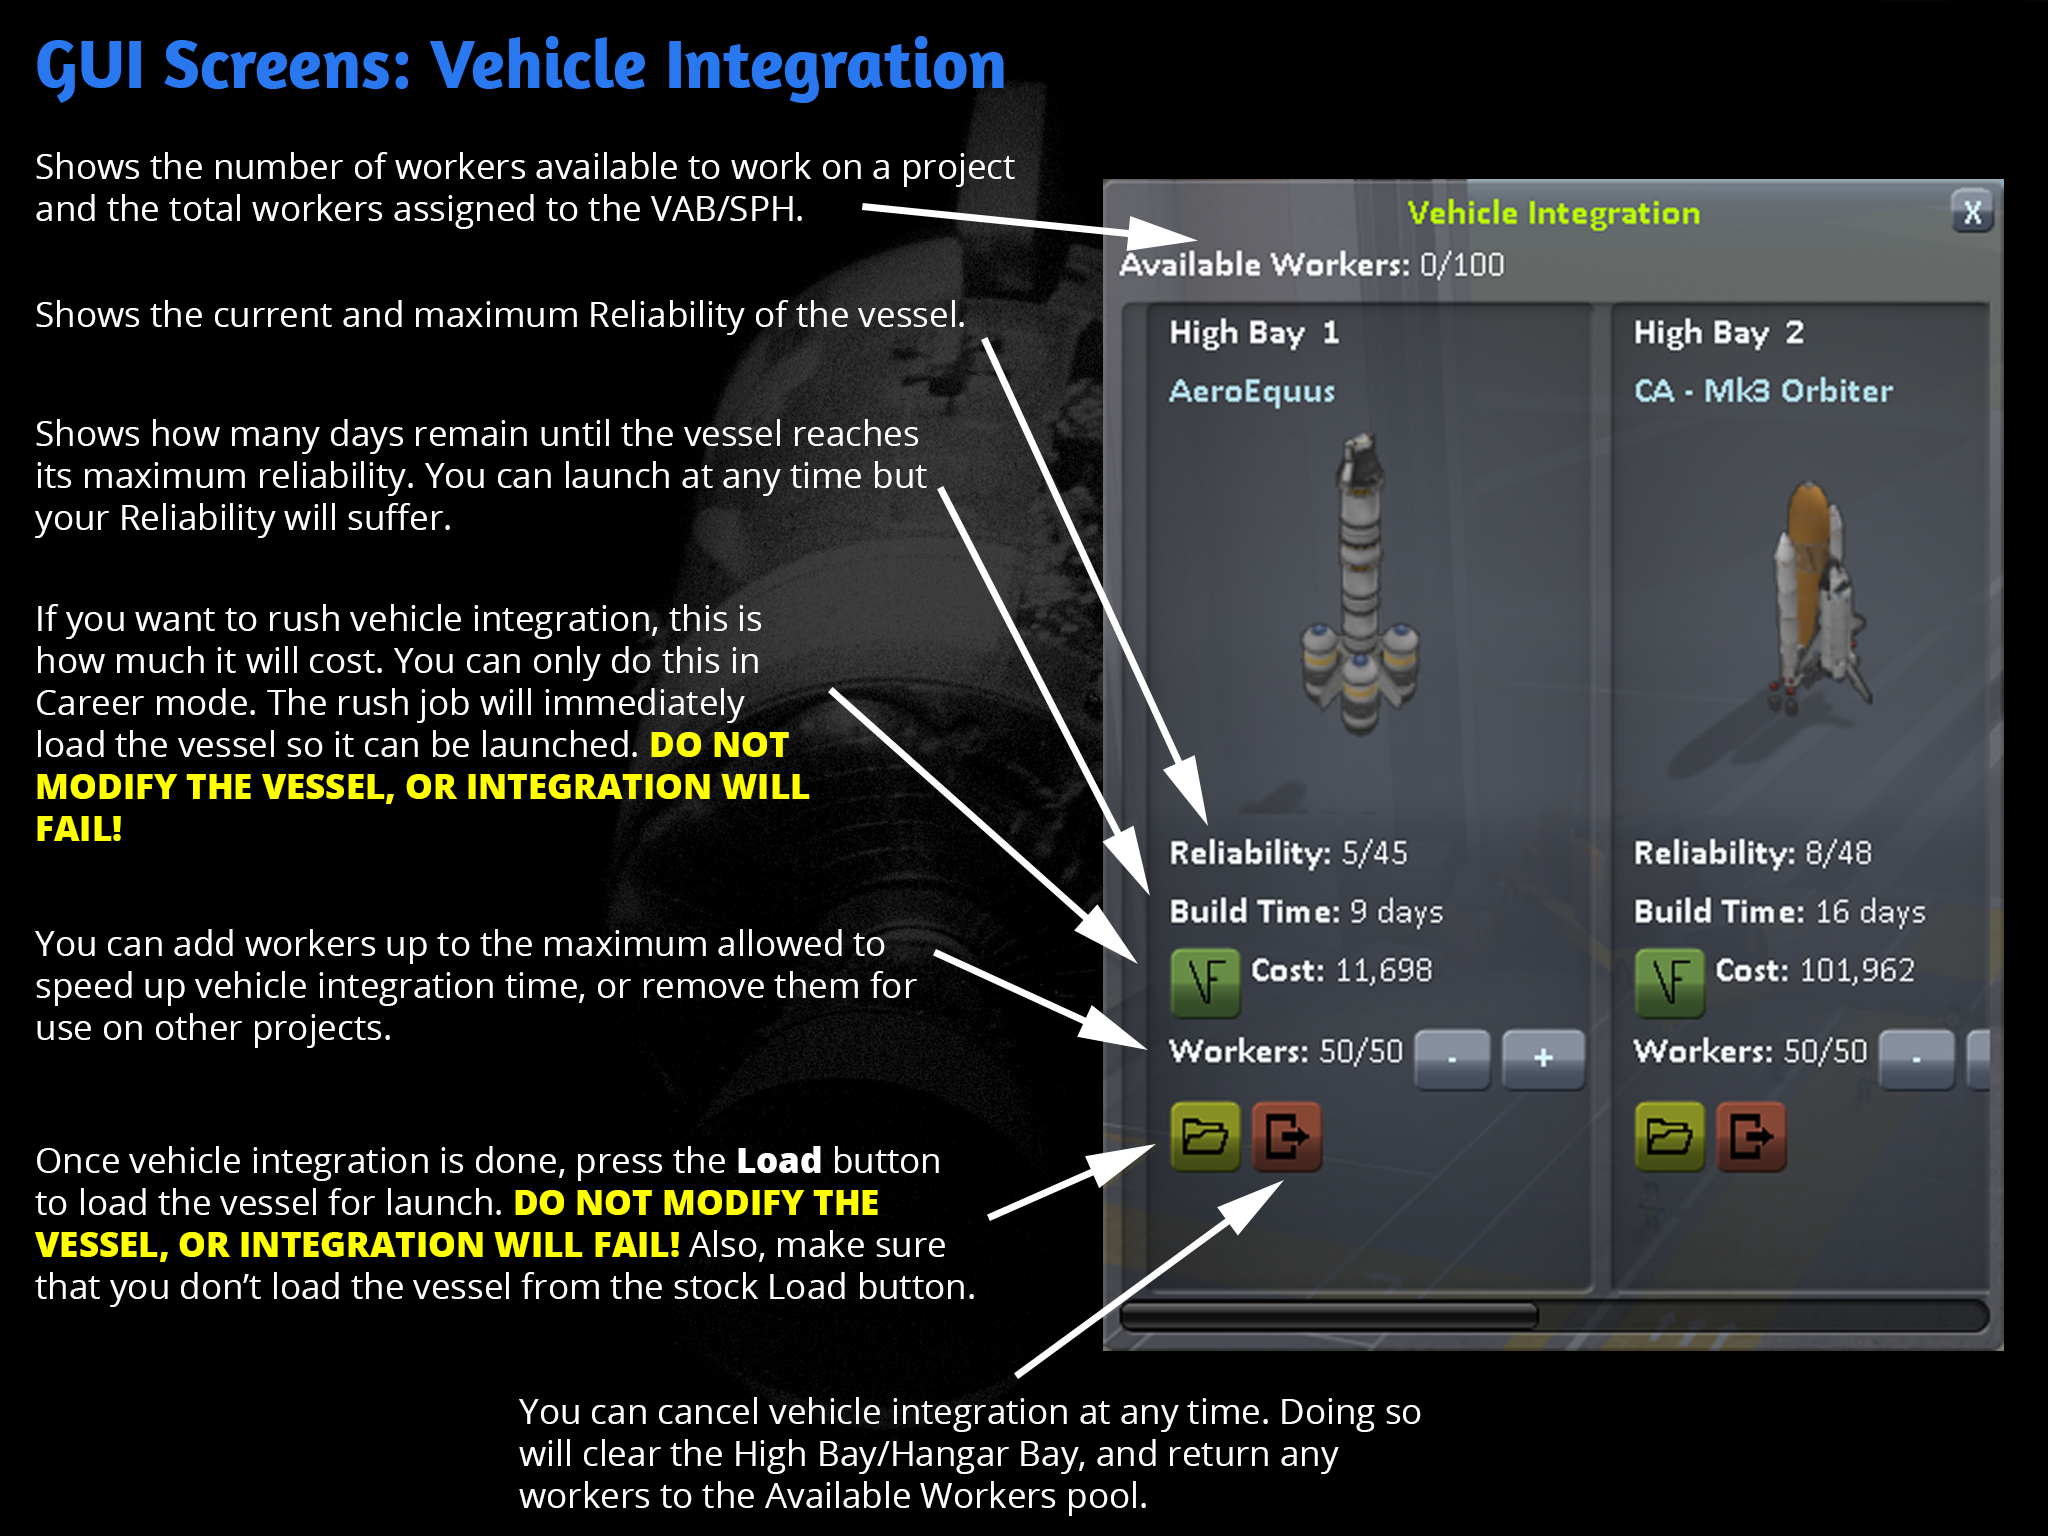 GUI Screens: Vehicle Integration
Shows the number of workers available to work on a project
and the total workers assigned to the VAB/SPH.
Shows the current and maximum Reliability of the vessel.
Shows how many days remain until the vessel reaches
its maximum reliability. You can launch at any time but
your Reliability will suffer.
If you want to rush vehicle integration, this is
how much it will cost. You can only do this in
Career mode. The rush job will immediately
load the vessel so it can be launched. DO NOT
MODIFY THE VESSEL, OR INTEGRATION WILL
FAIL!
You can add workers up to the maximum allowed to
speed up vehicle integration time, or remove them for
use on other projects.
Once vehicle integration is done, press the Load button
to load the vessel for launch. DO NOT MODIFY THE
VESSEL, OR INTEGRATION WILL FAIL! Also, make sure
that you don’t load the vessel from the stock Load button.
You can cancel vehicle integration at any time. Doing so
will clear the High Bay/Hangar Bay, and return any
workers to the Available Workers pool.
Vehicle Integration
X
Available Workers: 0/100
High Bay 1
AeroEquus
Reliability: 5/45
Build Time: 9 days
Cost: 11,698
Workers: 50/50 - +
High Bay 2
CA - Mk3 Orbiter
Reliability: 8/48
Build Time: 16 days
Cost: 101,962
Workers: 50/50 -